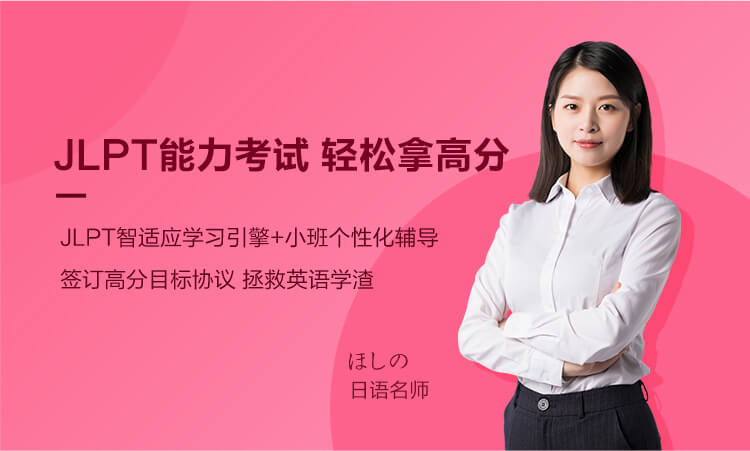 JLPT能力考试 轻松拿高分
JLPT智适应学习引擎+小班个性化辅导
签订高分目标协议 拯救英语学渣
ほしの
日语名师